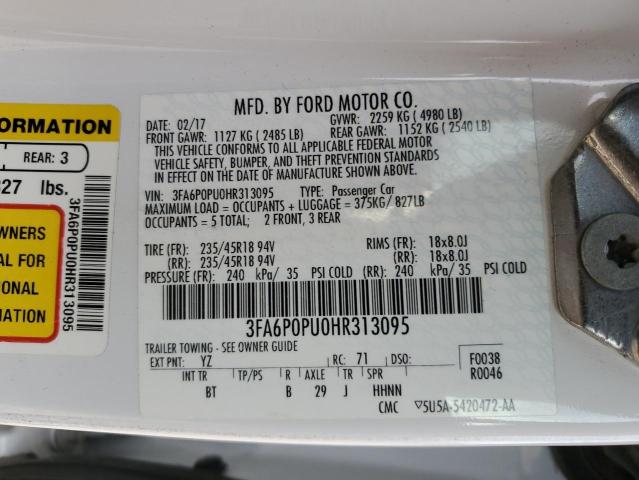 ORMATION
REAR: 3
327 lbs.
WNERS
AL FOR
IONAL
ATION
3FA6P0PU0HR313095
MFD. BY FORD MOTOR CO.
DATE: 02/17 GVWR: 2259 KG ( 4980 LB)
FRONT GAWR: 1127 KG ( 2485 LB) REAR GAWR: 1152 KG ( 2540 LB)
THIS VEHICLE CONFORMS TO ALL APPLICABLE FEDERAL MOTOR
VEHICLE SAFETY, BUMPER, AND THEFT PREVENTION STANDARDS
IN EFFECT ON THE DATE OF MANUFACTURE SHOWN ABOVE.
VIN: 3FA6P0PU0HR313095 TYPE: Passenger Car
MAXIMUM LOAD = OCCUPANTS + LUGGAGE = 375KG/ 827LB
OCCUPANTS = 5 TOTAL; 2 FRONT, 3 REAR
TIRE (FR): 235/45R18 94V RIMS (FR): 18x8.0J
(RR): 235/45R18 94V (RR): 18x8.0J
PRESSURE (FR): 240 kPa/ 35 PSI COLD (RR): 240 kPa/ 35 PSI COLD
3FA6P0PU0HR313095
TRAILER TOWING - SEE OWNER GUIDE
EXT PNT: YZ RC: 71 DSO: F0038
INT TR TP/PS R AXLE TR SPR R0046
BT B 29 J HHNN
CMC ▽5U5A-5420472-AA